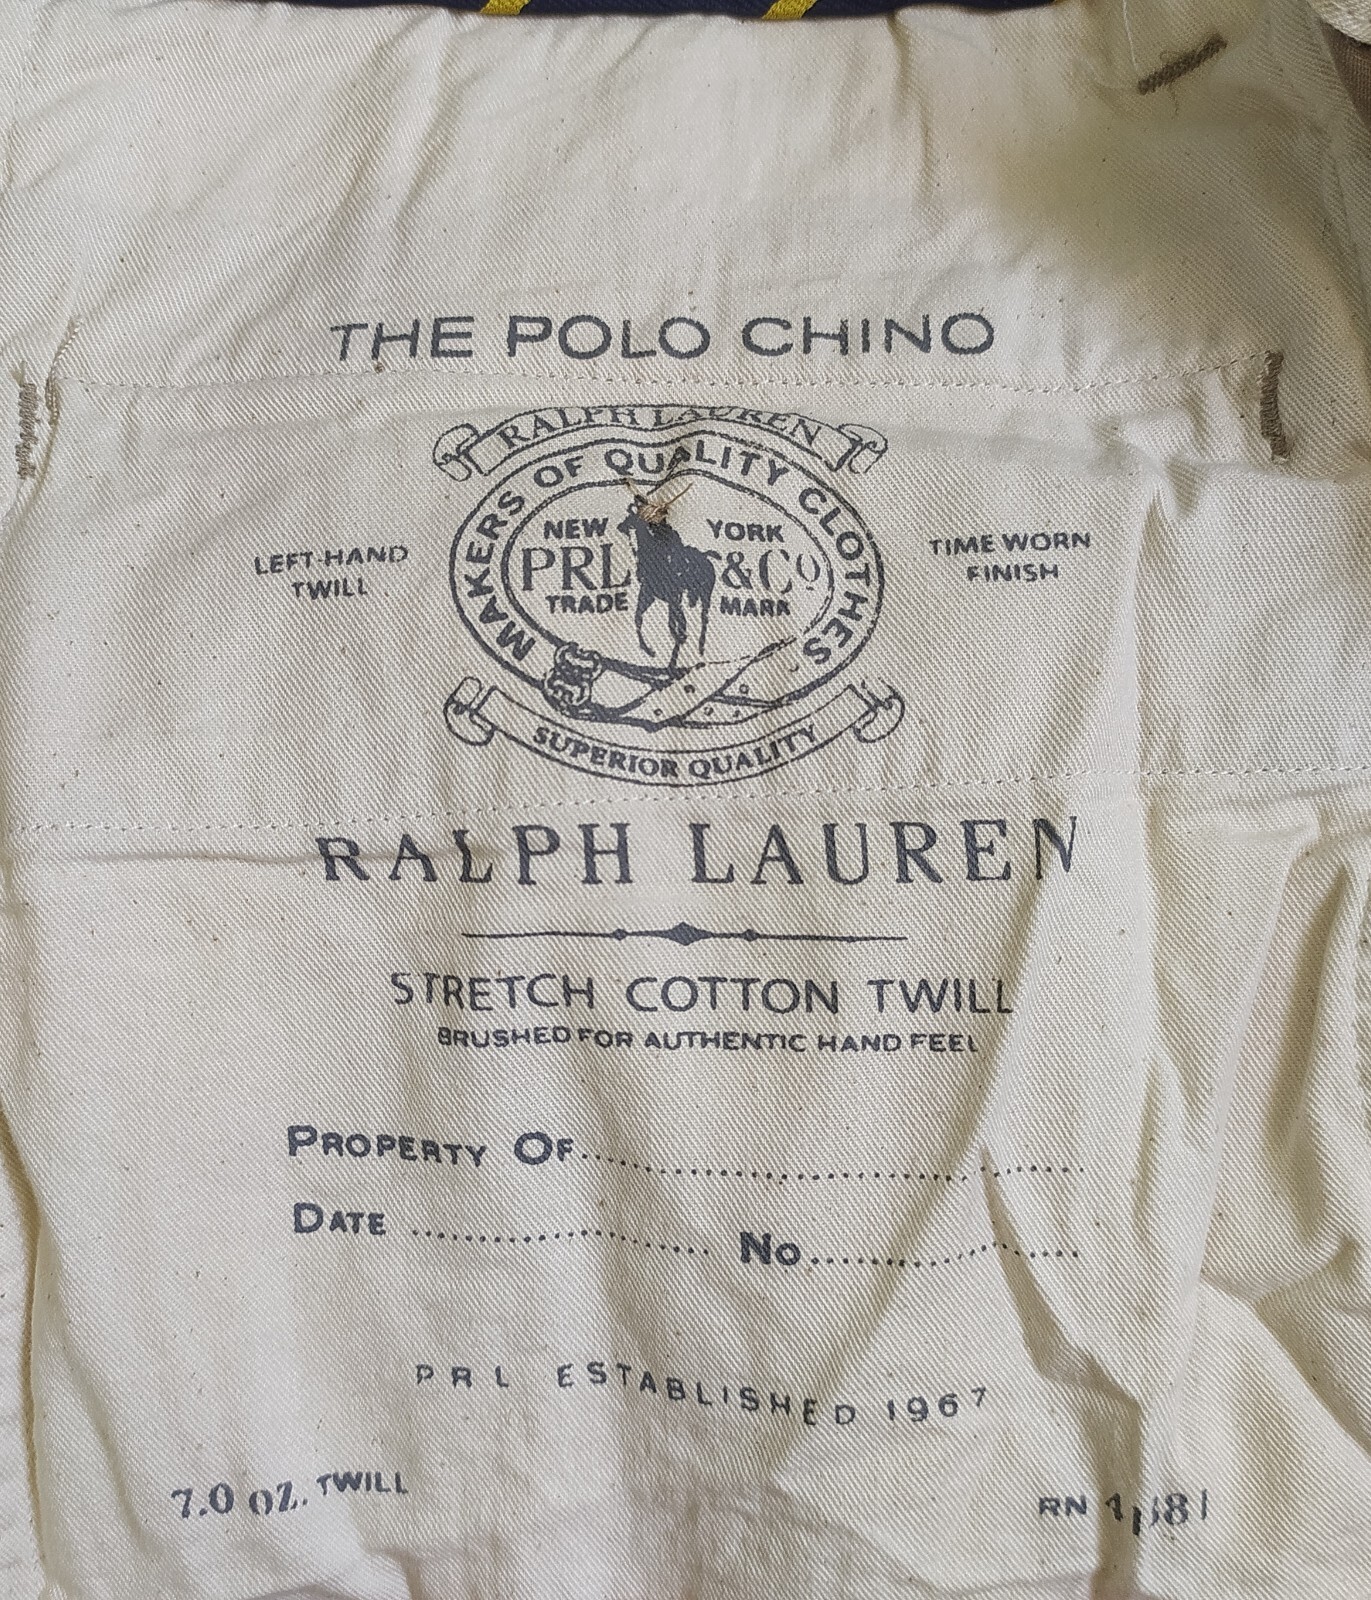 THE POLO CHINO
RALPH LAUREN
MAKERS OF QUALITY CLOTHES
NEW YORK
PRL &Co
TRADE MARK
LEFT-HAND
TWILL
TIME WORN
FINISH
SUPERIOR QUALITY
RALPH LAUREN
STRETCH COTTON TWILL
BRUSHED FOR AUTHENTIC HAND FEEL
PROPERTY OF
DATE No
PRL ESTABLISHED 1967
7.0 OZ. TWILL
RN